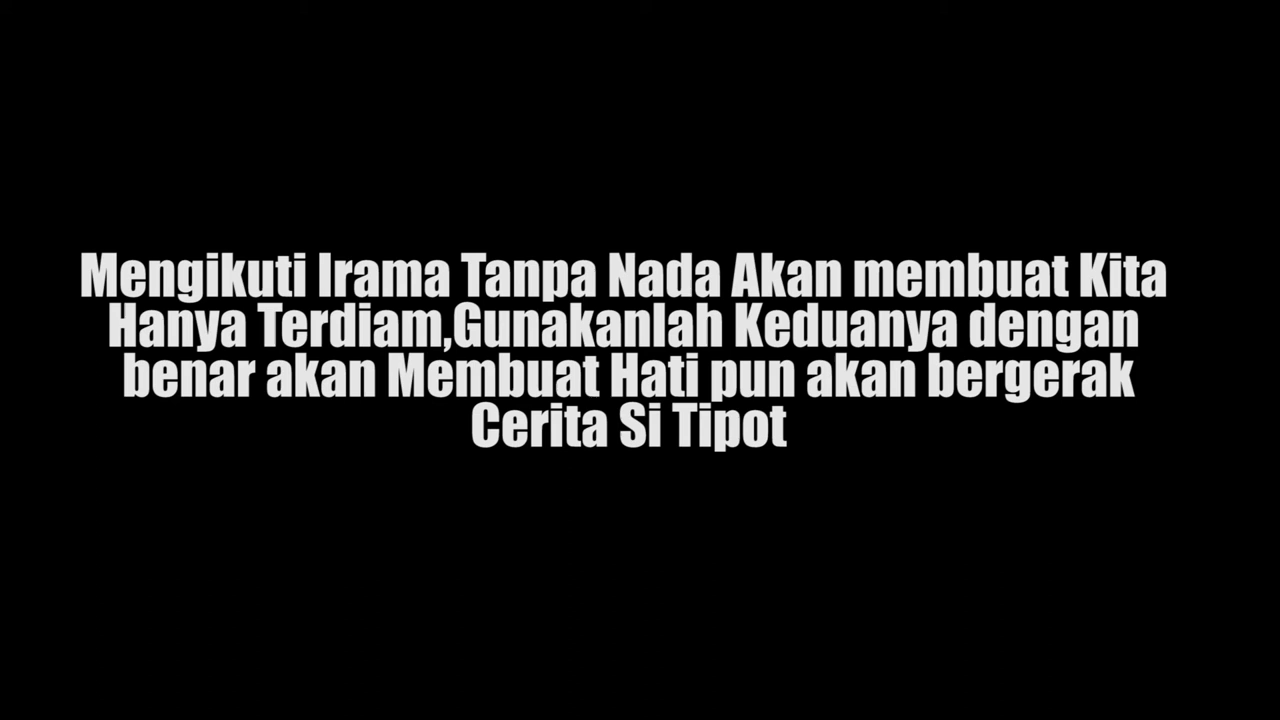 Mengikuti Irama Tanpa Nada Akan membuat Kita
Hanya Terdiam,Gunakanlah Keduanya dengan
benar akan Membuat Hati pun akan bergerak
Cerita Si Tipot